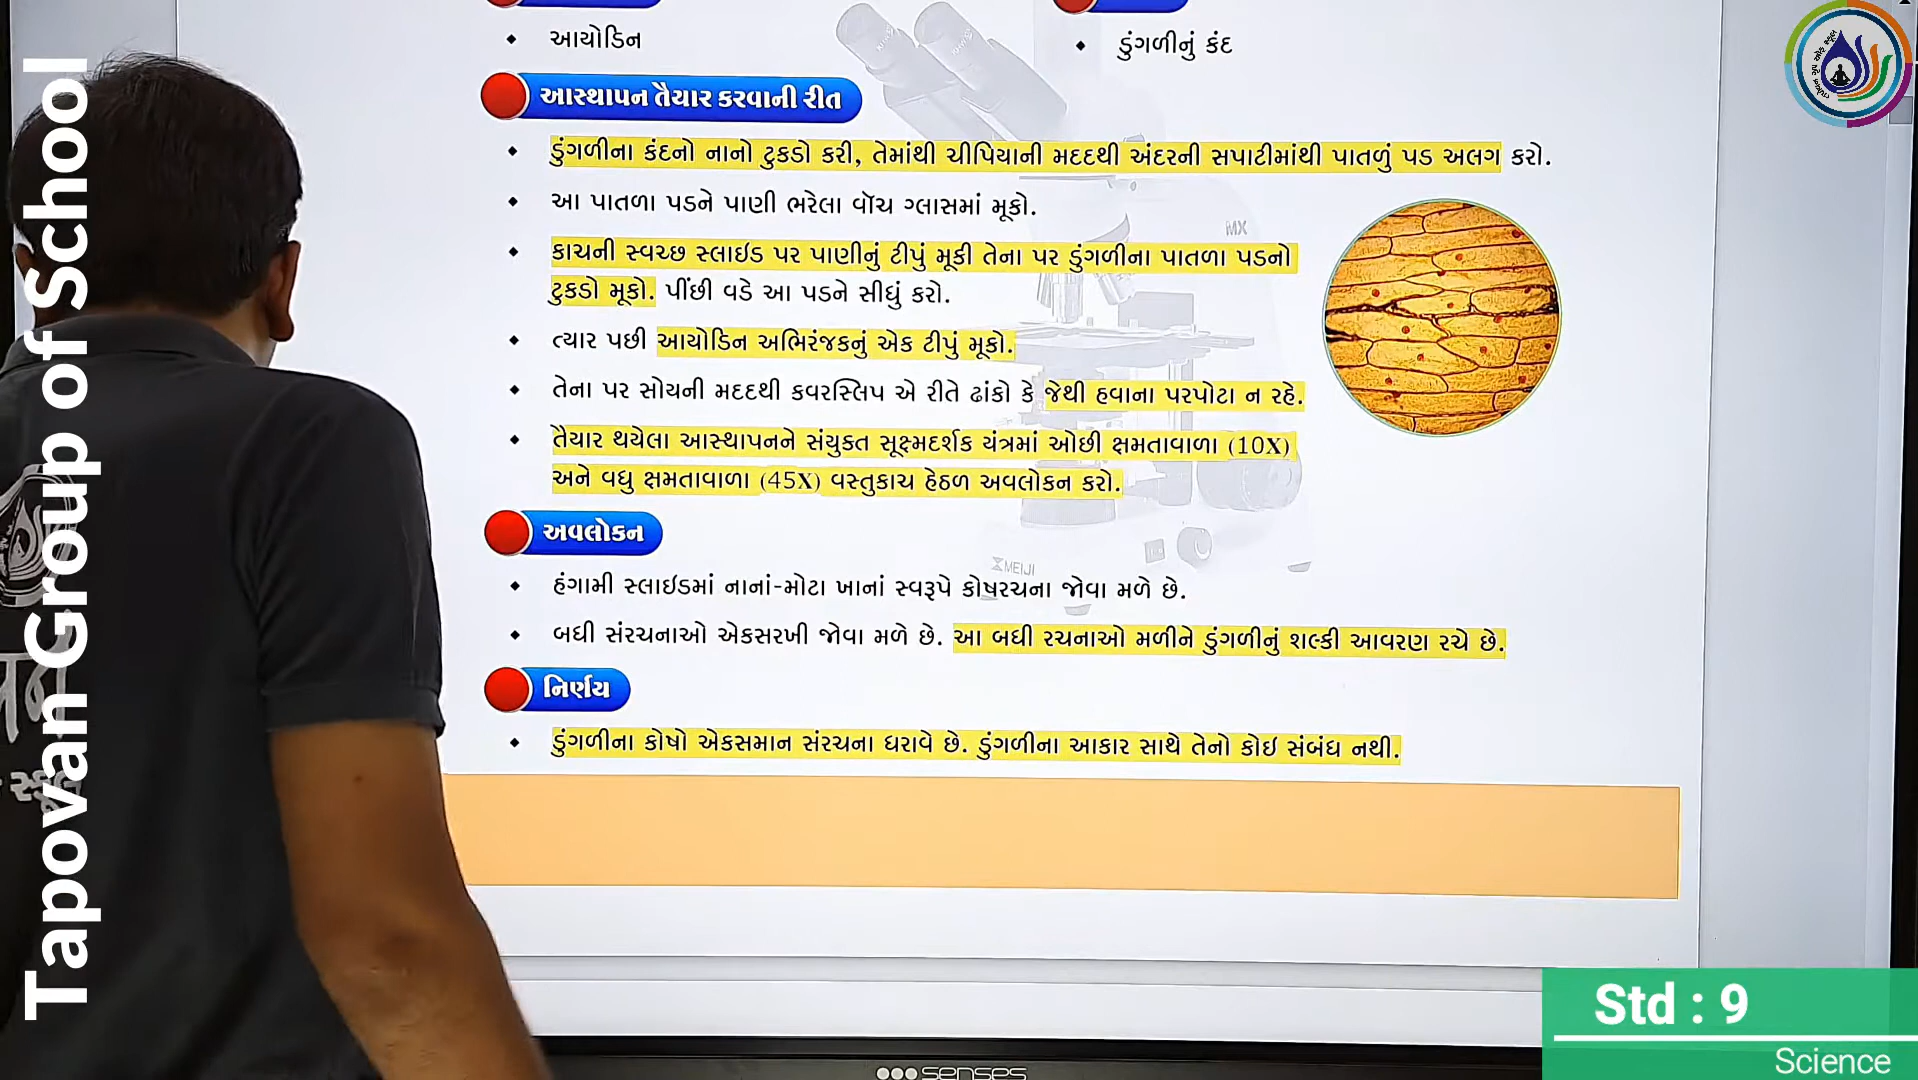 આયોડિન
ડુંગળીનું કંદ
આસ્થાપન તૈયાર કરવાની રીત
ડુંગળીના કંદનો નાનો ટુકડો કરી, તેમાંથી ચીપિયાની મદદથી અંદરની સપાટીમાંથી પાતળું પડ અલગ કરો.
આ પાતળા પડને પાણી ભરેલા વૉચ ગ્લાસમાં મૂકો.
કાચની સ્વચ્છ સ્લાઇડ પર પાણીનું ટીપું મૂકી તેના પર ડુંગળીના પાતળા પડનો
ટુકડો મૂકો. પીંછી વડે આ પડને સીધું કરો.
ત્યાર પછી આયોડિન અભિરંજકનું એક ટીપું મૂકો.
તેના પર સોયની મદદથી કવરસ્લિપ એ રીતે ઢાંકો કે જેથી હવાના પરપોટા ન રહે.
તૈયાર થયેલા આસ્થાપનને સંયુક્ત સૂક્ષ્મદર્શક યંત્રમાં ઓછી ક્ષમતાવાળા (10X)
અને વધુ ક્ષમતાવાળા (45X) વસ્તુકાચ હેઠળ અવલોકન કરો.
MX
MEIJI
અવલોકન
હંગામી સ્લાઇડમાં નાનાં-મોટા ખાનાં સ્વરૂપે કોષરચના જોવા મળે છે.
બધી સંરચનાઓ એકસરખી જોવા મળે છે. આ બધી રચનાઓ મળીને ડુંગળીનું શલ્કી આવરણ રચે છે.
નિર્ણય
ડુંગળીના કોષો એકસમાન સંરચના ધરાવે છે. ડુંગળીના આકાર સાથે તેનો કોઇ સંબંધ નથી.
Tapovan Group of School
Std : 9
Science
senses